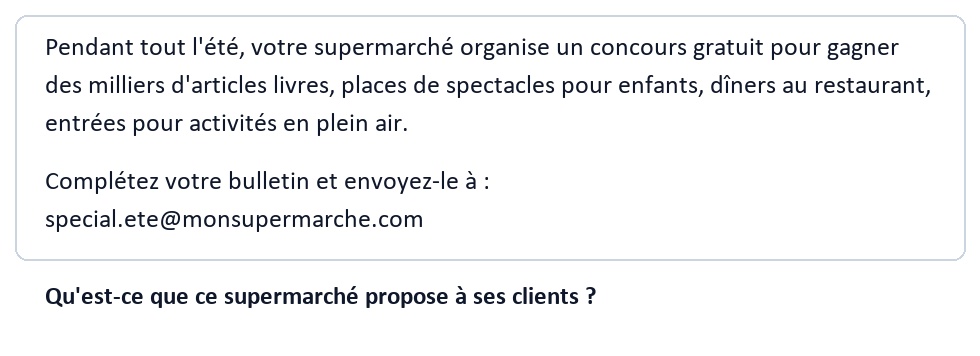 Pendant tout l'été, votre supermarché organise un concours gratuit pour gagner
des milliers d'articles livres, places de spectacles pour enfants, dîners au restaurant,
entrées pour activités en plein air.
Complétez votre bulletin et envoyez-le à :
special.ete@monsupermarche.com
Qu'est-ce que ce supermarché propose à ses clients ?